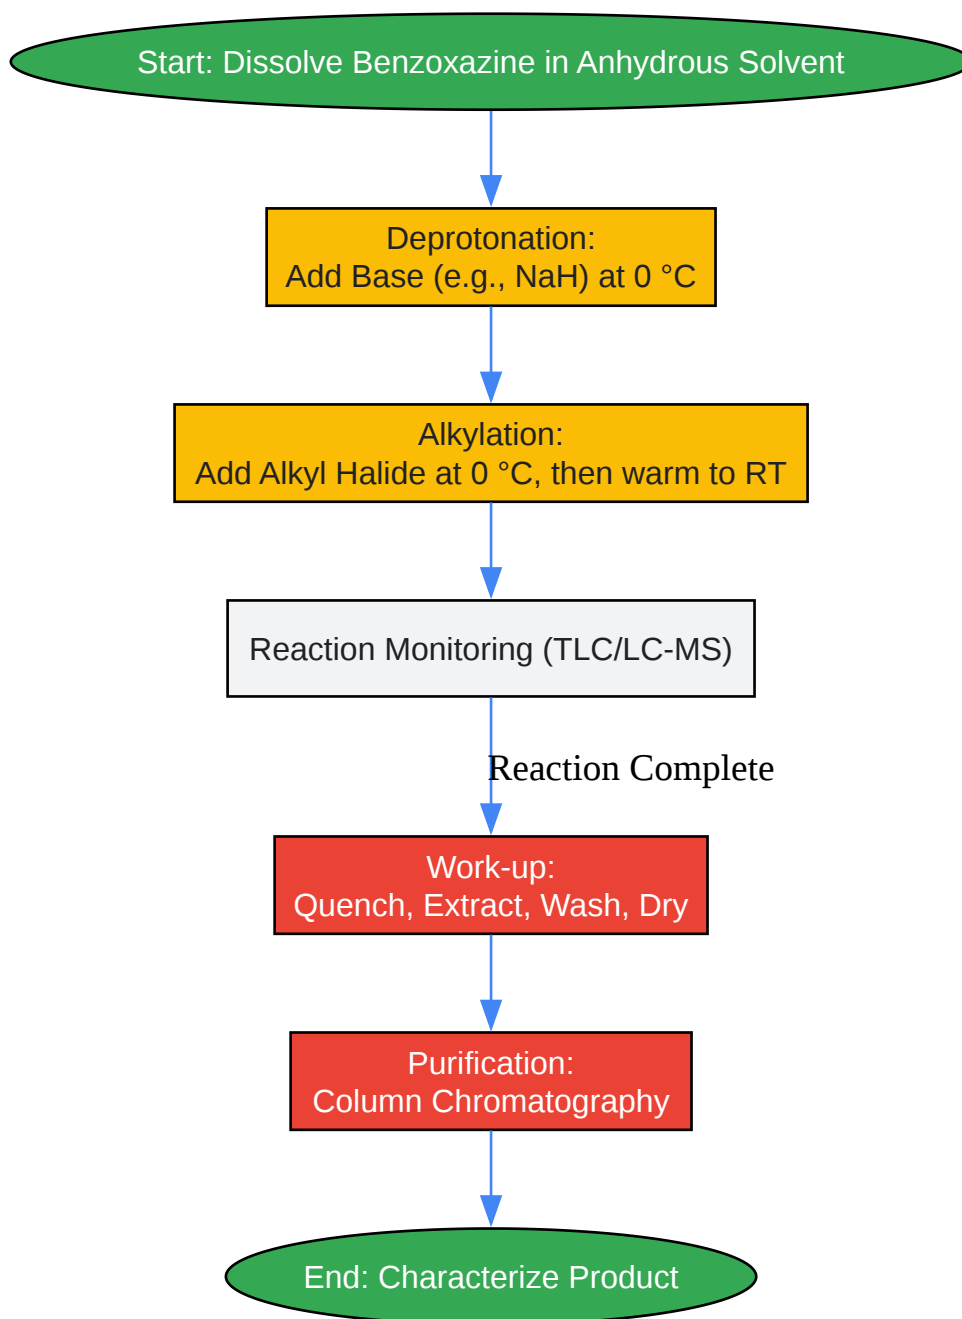 Start: Dissolve Benzoxazine in Anhydrous Solvent
Deprotonation:
Add Base (e.g., NaH) at 0 °C
Alkylation:
Add Alkyl Halide at 0 °C, then warm to RT
Reaction Monitoring (TLC/LC-MS)
Reaction Complete
Work-up:
Quench, Extract, Wash, Dry
Purification:
Column Chromatography
End: Characterize Product